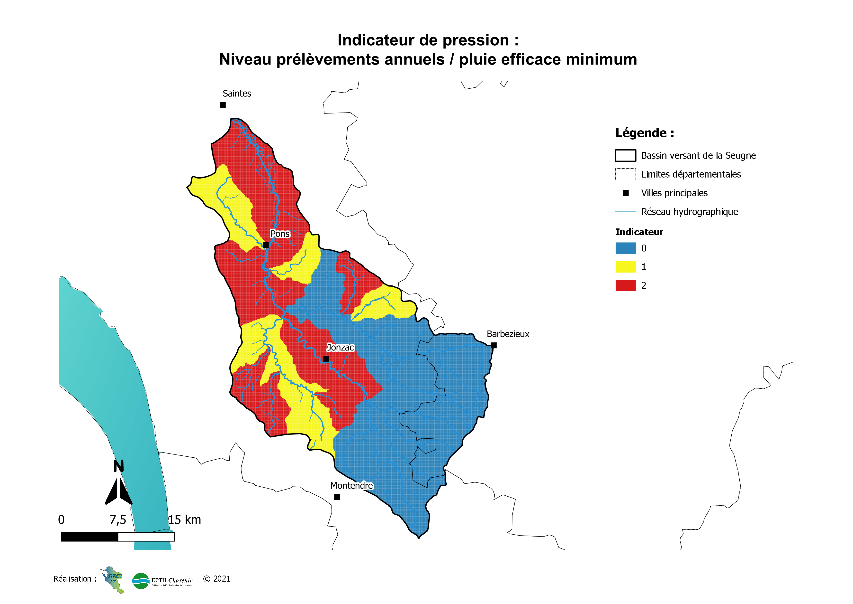 Indicateur de pression :
Niveau prélèvements annuels / pluie efficace minimum
Saintes
Légende :
Bassin versant de la Seugne
Limites départementales
Villes principales
Réseau hydrographique
Indicateur
0
1
2
Pons
Jonzac
Barbezieux
Montendre
N
0 7,5 15 km
Réalisation :
© 2021